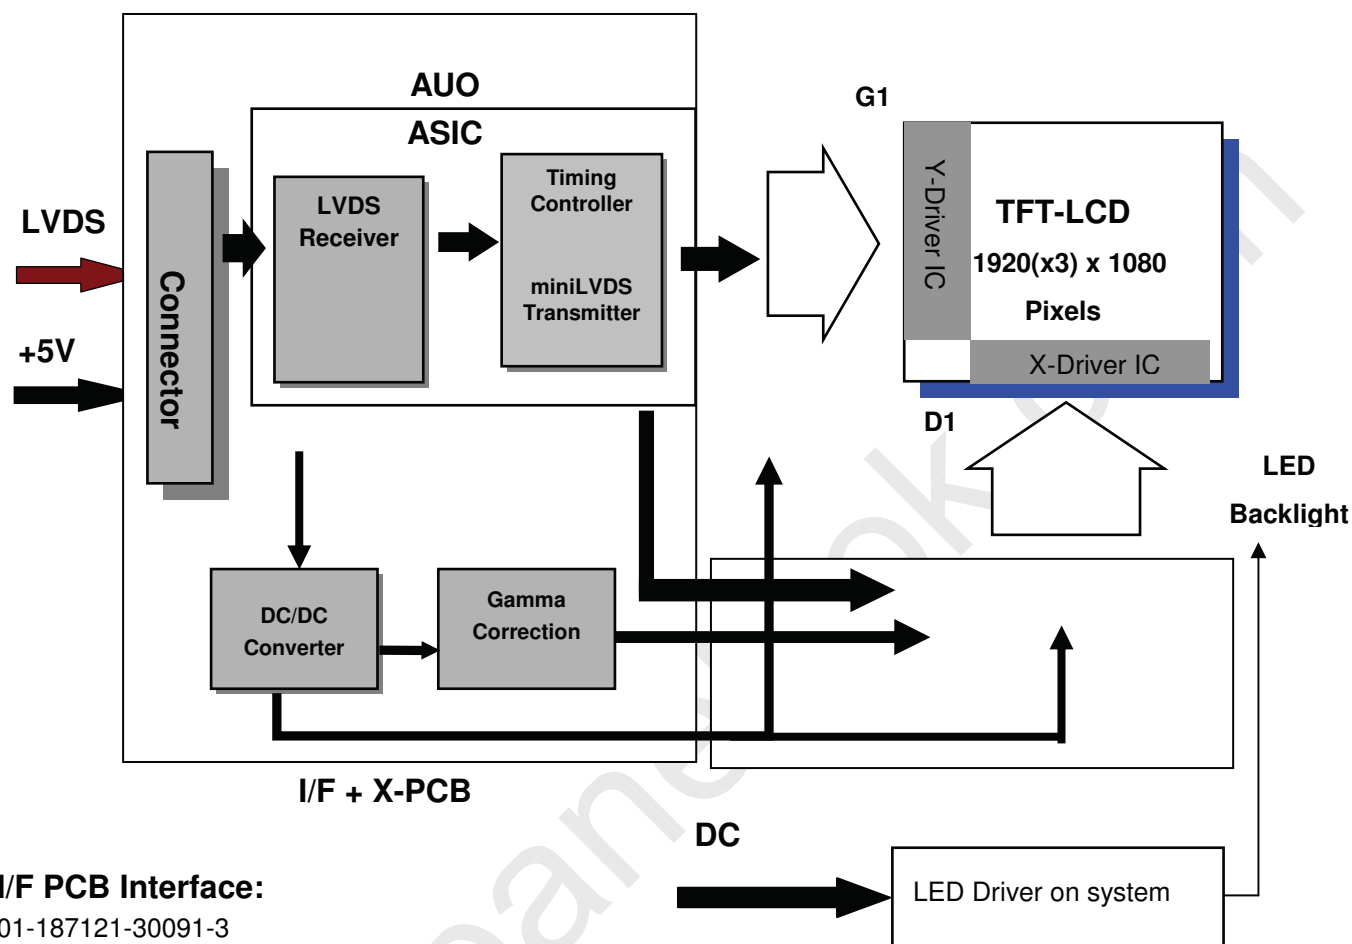 AUO
ASIC
G1
LVDS
+5V
Connector
LVDS
Receiver
Timing
Controller
miniLVDS
Transmitter
Y-Driver IC
TFT-LCD
1920(x3) x 1080
Pixels
X-Driver IC
D1
LED
Backlight
DC/DC
Converter
Gamma
Correction
I/F + X-PCB
DC
LED Driver on system
I/F PCB Interface:
01-187121-30091-3